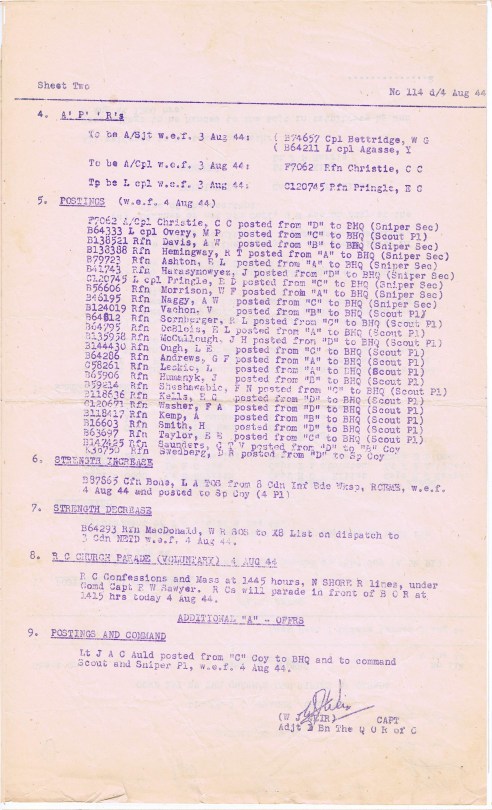 Sheet Two
No 114 d/4 Aug 44
4. A' P' ' R's
To be A/Sjt w.e.f. 3 Aug 44: ( B74657 Cpl Bettridge, W G
( B64211 L cpl Agasse, Y
To be A/Cpl w.e.f. 3 Aug 44: F7062 Rfn Christie, C C
Tp be L cpl w.e.f. 3 Aug 44: C120745 Rfn Pringle, E G
5. POSTINGS (w.e.f. 4 Aug 44)
F7062 A/Cpl Christie, C C posted from "D" to BHQ (Sniper Sec)
B64333 L cpl Overy, M P posted from "C" to BHQ (Scout Pl)
B138521 Rfn Davis, A W posted from "B" to BHQ (Sniper Sec)
B138388 Rfn Hemingway, R T posted from "A" to BHQ (Sniper Sec)
B79723 Rfn Ashton, R L posted from "A" to BHQ (Sniper Sec)
B41743 Rfn Harasymowyez, J posted from "D" to BHQ (Sniper Sec)
C120745 L cpl Pringle, E D posted from "C" to BHQ (Sniper Sec)
B56606 Rfn Morrison, W F posted from "A" to BHQ (Sniper Sec)
B46195 Rfn Naggy, A W posted from "C" to BHQ (Sniper Sec)
B124019 Rfn Vachon, V posted from "B" to BHQ (Scout Pl)
Rfn Sornberger, R L posted from "C" to BHQ (Scout Pl)
B64795 Rfn posted from "A" to BHQ (Scout Pl)
B135958 Rfn McCullough, J H posted from "D" to BHQ (Scout Pl)
B144430 Rfn Ough, L E posted from "C" to BHQ (Scout Pl)
B64286 Rfn Andrews, G F posted from "A" to BHQ (Scout Pl)
C58261 Rfn Leskie, L posted from "A" to BHQ (Scout Pl)
B65906 Rfn Humanyk, J posted from "B" to BHQ (Scout Pl)
B59214 Rfn F N posted from "C" to BHQ (Scout Pl)
B118636 Rfn Kells, E C posted from "D" to BHQ (Scout Pl)
C120671 Rfn Washer, F A posted from "D" to BHQ (Scout Pl)
B118417 Rfn Kemp, A posted from "B" to BHQ (Scout Pl)
B16603 Rfn Smith, H posted from "D" to BHQ (Scout Pl)
B63697 Rfn Taylor, E E posted from "C" to BHQ (Scout Pl)
B147425 Rfn Saunders, posted from "D" to "B" Coy
Rfn Swedberg, D R posted from "D" to Sp Coy
6. STRENGTH INCREASE
B87865 Cfn Bone, L A TOS from 8 Cdn Inf Bde Wksp, RCEME, w.e.f.
4 Aug 44 and posted to Sp Coy (4 Pl)
7. STRENGTH DECREASE
B64293 Rfn MacDonald, W R SOS to X8 List on dispatch to
3 Cdn NETD w.e.f. 4 Aug 44.
8. R C CHURCH PARADE (VOLUNTARY) 4 AUG 44
R C Confessions and Mass at 1445 hours, N SHORE R lines, under
Comd Capt E W Sawyer. R Cs will parade in front of B O R at
1415 hrs today 4 Aug 44.
ADDITIONAL "A" - OFFRS
9. POSTINGS AND COMMAND
Lt J A C Auld posted from "C" Coy to BHQ and to command
Scout and Sniper Pl, w.e.f. 4 Aug 44.
(W J WEIR) CAPT
Adjt Bn The Q O R of C